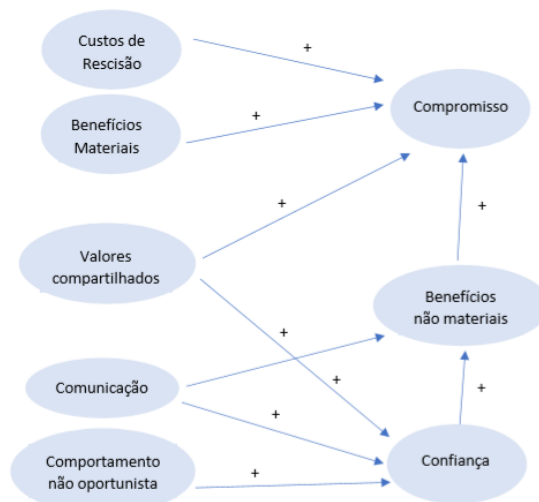 Custos de
Rescisão
+
Compromisso
Benefícios
Materiais
+
+
+
Valores
compartilhados
Benefícios
não materiais
+
+
+
Comunicação
+
Comportamento
não oportunista
+
Confiança